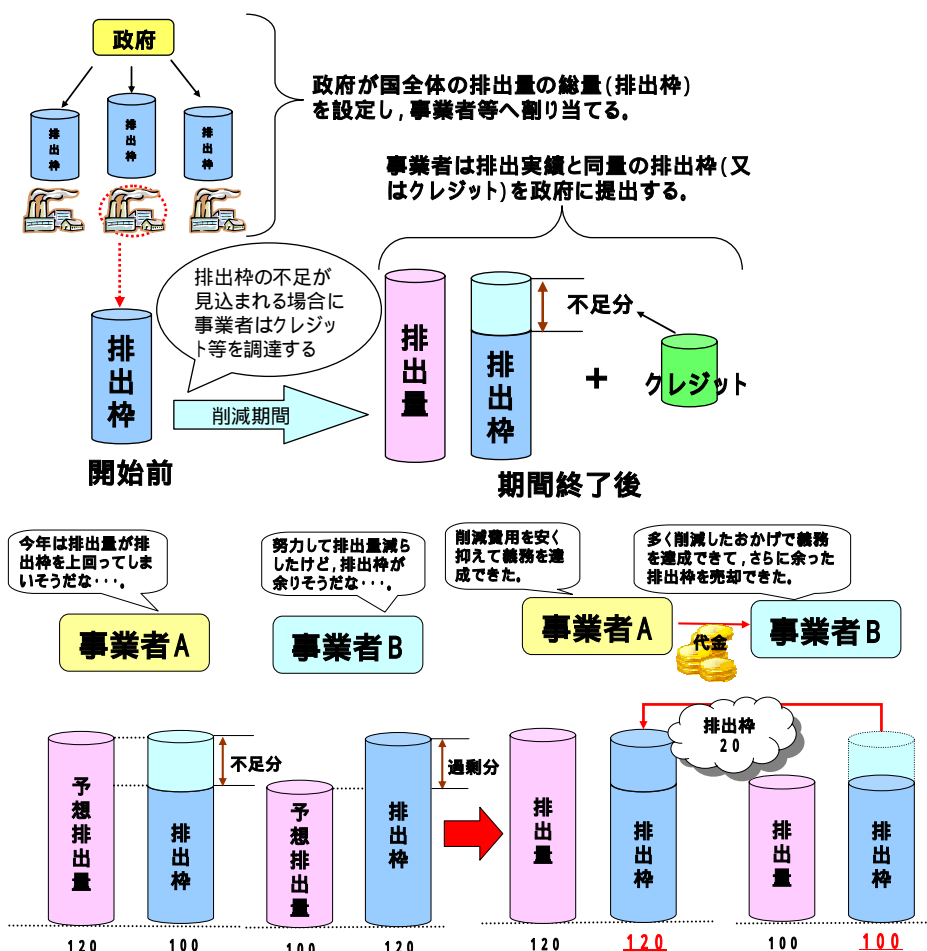 政府
排出枠
排出枠
排出枠
政府が国全体の排出量の総量(排出枠)
を設定し,事業者等へ割り当てる。
事業者は排出実績と同量の排出枠(又
はクレジット)を政府に提出する。
排出枠の不足が
見込まれる場合に
事業者はクレジッ
ト等を調達する
排出枠
削減期間
開始前
排出量
排出枠
不足分
+
クレジット
期間終了後
今年は排出量が排
出枠を上回ってしま
いそうだな・・・。
事業者A
努力して排出量減ら
したけど,排出枠が
余りそうだな・・・。
事業者B
削減費用を安く
抑えて義務を達
成できた。
事業者A
代金
多く削減したおかげで義務
を達成できて,さらに余った
排出枠を売却できた。
事業者B
予想排出量
排出枠
不足分
予想排出量
排出枠
過剰分
排出量
排出枠
排出枠
20
排出量
排出枠
120
100
100
120
120
120
100
100